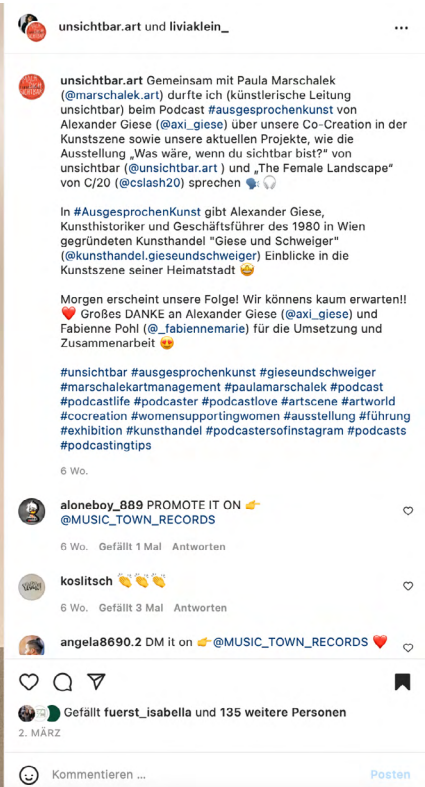 unsichtbar.art und liviaklein_
unsichtbar.art Gemeinsam mit Paula Marschalek
(@marschalek.art) durfte ich (künstlerische Leitung
unsichtbar) beim Podcast #ausgesprochenkunst von
Alexander Giese (@axi_giese) über unsere Co-Creation in der
Kunstszene sowie unsere aktuellen Projekte, wie die
Ausstellung „Was wäre, wenn du sichtbar bist?" von
unsichtbar (@unsichtbar.art ) und „The Female Landscape"
von C/20 (@cslash20) sprechen 🗣️🎧
In #AusgesprochenKunst gibt Alexander Giese,
Kunsthistoriker und Geschäftsführer des 1980 in Wien
gegründeten Kunsthandel "Giese und Schweiger"
(@kunsthandel.gieseundschweiger) Einblicke in die
Kunstszene seiner Heimatstadt 🤩
Morgen erscheint unsere Folge! Wir könnens kaum erwarten!!
❤️ Großes DANKE an Alexander Giese (@axi_giese) und
Fabienne Pohl (@_fabiennemarie) für die Umsetzung und
Zusammenarbeit 😍
#unsichtbar #ausgesprochenkunst #gieseundschweiger
#marschalekartmanagement #paulamarschalek #podcast
#podcastlife #podcaster #podcastlove #artscene #artworld
#cocreation #womensupportingwomen #ausstellung #führung
#exhibition #kunsthandel #podcastersofinstagram #podcasts
#podcastingtips
6 Wo.
aloneboy_889 PROMOTE IT ON 👉
@MUSIC_TOWN_RECORDS
6 Wo. Gefällt 1 Mal Antworten
koslitsch 👏👏👏
6 Wo. Gefällt 3 Mal Antworten
angela8690.2 DM it on 👉@MUSIC_TOWN_RECORDS ❤️
Gefällt fuerst_isabella und 135 weitere Personen
2. MÄRZ
Kommentieren ...
Posten